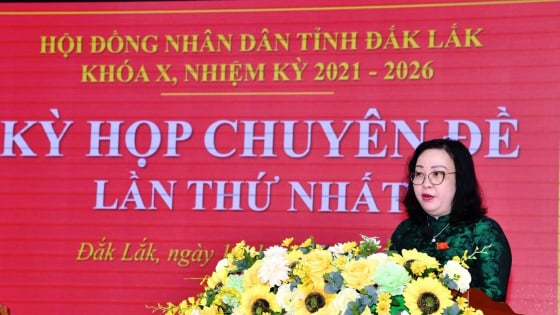 HỘI ĐỒNG NHÂN DÂN TỈNH ĐẮK LẮK
KHÓA X, NHIỆM KỲ 2021 - 2026
KỲ HỌP CHUYÊN ĐỀ
LẦN THỨ NHẤT
Đắk Lắk, ngày